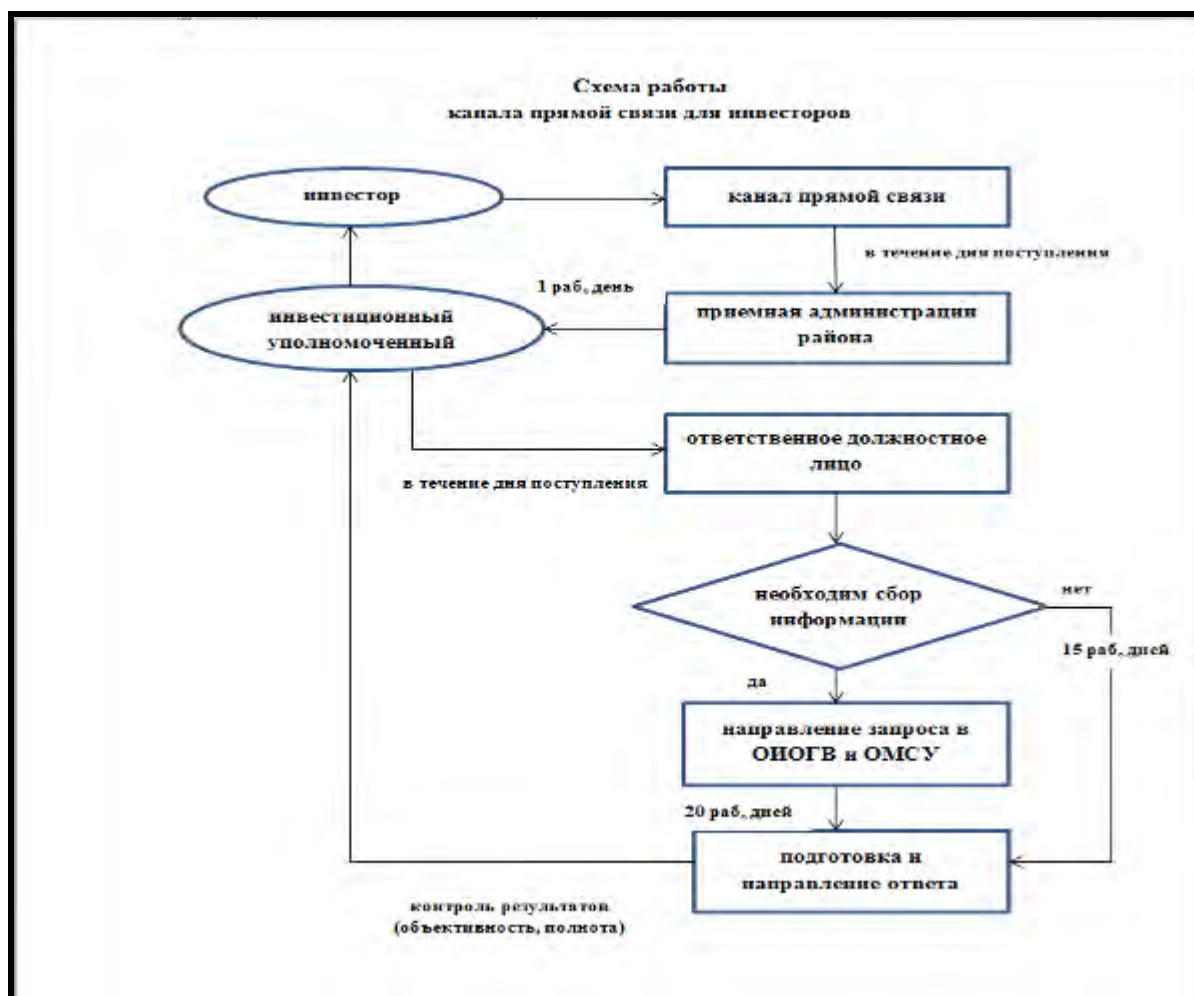 Схема работы
канала прямой связи для инвесторов
инвестор
канал прямой связи
в течение дня поступления
1 раб, день
инвестиционный
уполномоченный
приемная администрации
района
ответственное должностное
лицо
в течение дня поступления
необходим сбор
информации
нет
15 раб, дней
да
направление запроса в
ОИОГВ и ОМСУ
20 раб, дней
подготовка и
направление ответа
контроль результатов
(объективность, полнота)